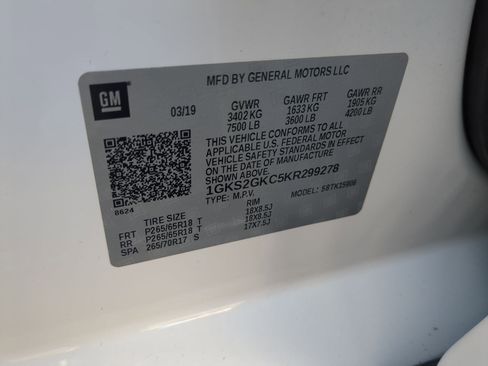 MFD BY GENERAL MOTORS LLC
GM
03/19
GVWR GAWR FRT GAWR RR
3402 KG 1633 KG 1905 KG
7500 LB 3600 LB 4200 LB
THIS VEHICLE CONFORMS TO ALL
APPLICABLE U.S. FEDERAL MOTOR
VEHICLE SAFETY STANDARDS IN EFFECT
ON THE DATE OF MANUFACTURE
SHOWN ABOVE.
1GKS2GKC5KR299278
TYPE: M.P.V. MODEL:
8624
TIRE SIZE RIM
FRT P265/65R18 T 18X8.5J
RR P265/65R18 T 18X8.5J
SPA 265/70R17 S 17X7.5J